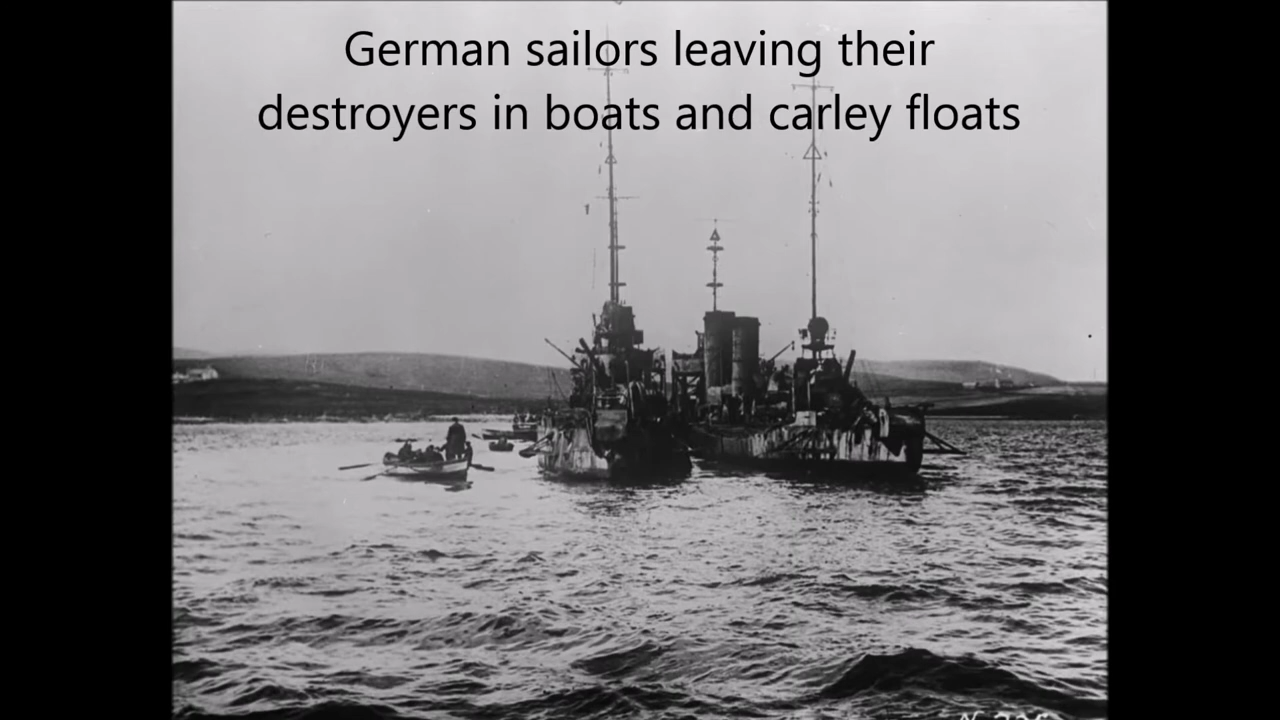 German sailors leaving their
destroyers in boats and carley floats